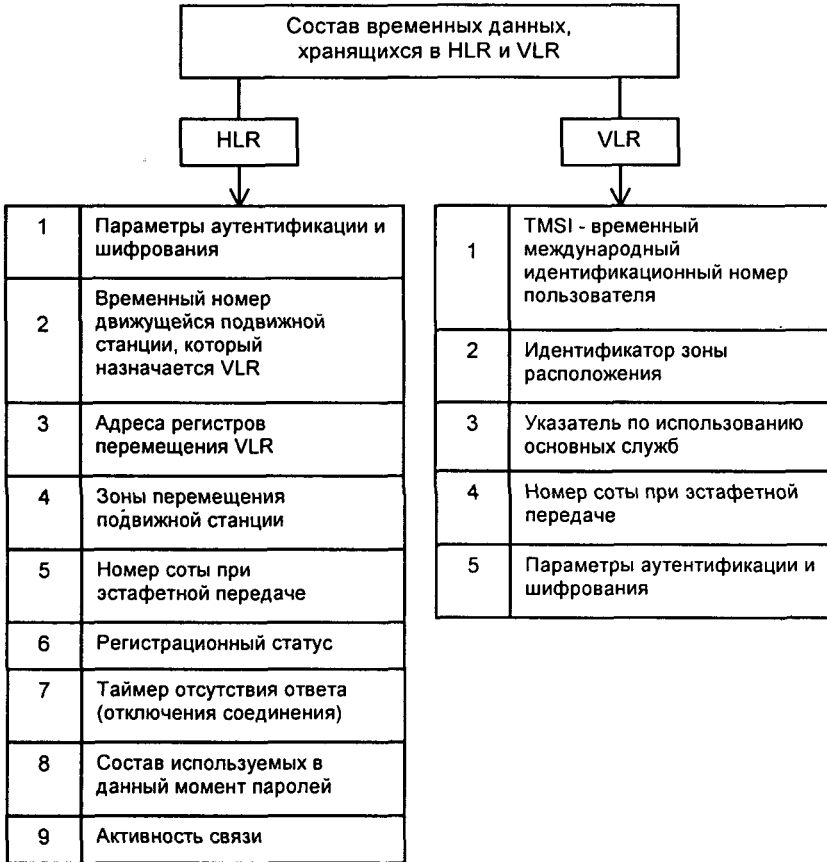 Состав временных данных,
хранящихся в HLR и VLR
HLR
VLR
1
Параметры аутентификации и
шифрования
2
Временный номер
движущейся подвижной
станции, который
назначается VLR
3
Адреса регистров
перемещения VLR
4
Зоны перемещения
подвижной станции
5
Номер соты при
эстафетной передаче
6
Регистрационный статус
7
Таймер отсутствия ответа
(отключения соединения)
8
Состав используемых в
данный момент паролей
9
Активность связи
1
TMSI - временный
международный
идентификационный номер
пользователя
2
Идентификатор зоны
расположения
3
Указатель по использованию
основных служб
4
Номер соты при эстафетной
передаче
5
Параметры аутентификации и
шифрования